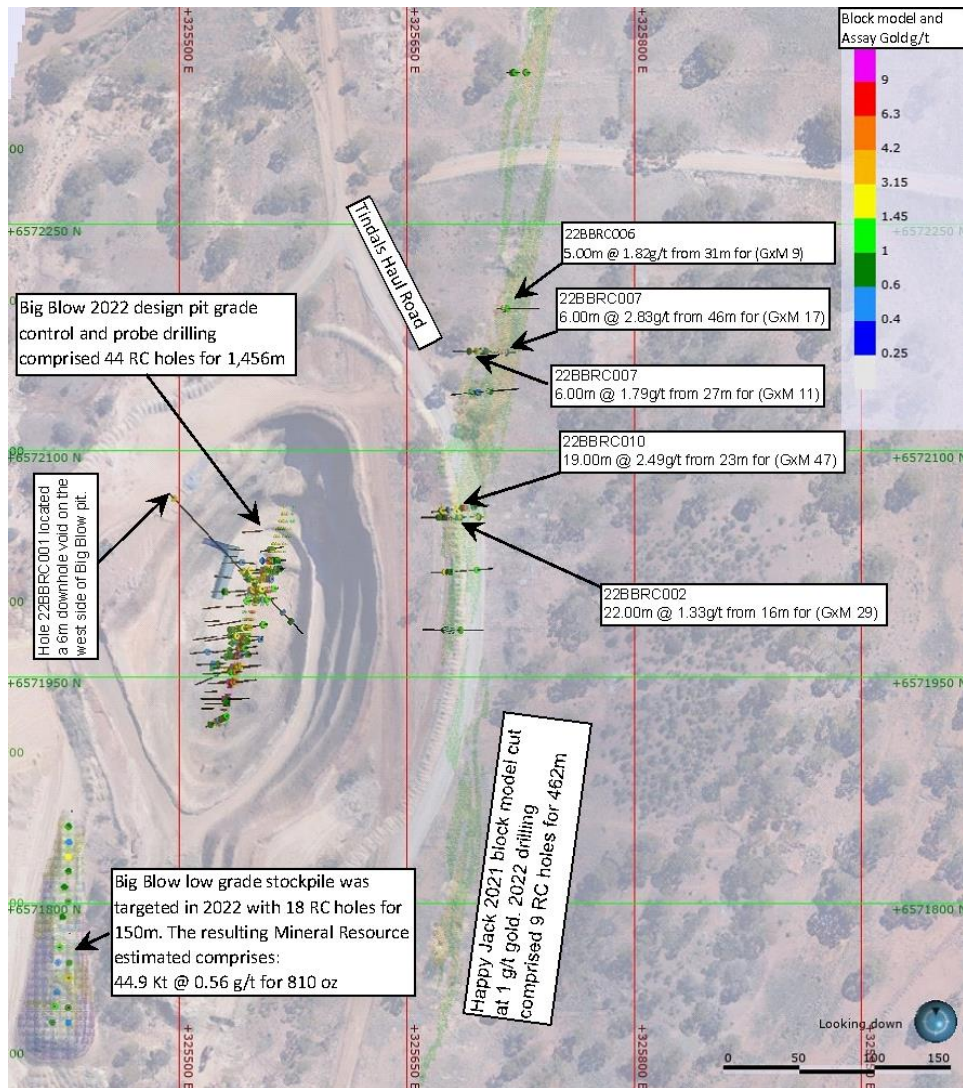 Block model and
Assay Gold g/t
9
6.3
4.2
3.15
1.45
1
0.6
0.4
0.25
+325500 E
+325650 E
+325800 E
00
+6572250 N
+6572250 N
Tindals Haul Road
22BBRC006
5.00m @ 1.82g/t from 31m for (GxM 9)
22BBRC007
6.00m @ 2.83g/t from 46m for (GxM 17)
22BBRC007
6.00m @ 1.79g/t from 27m for (GxM 11)
Big Blow 2022 design pit grade
control and probe drilling
comprised 44 RC holes for 1,456m
00
+6572100 N
+6572100 N
22BBRC010
19.00m @ 2.49g/t from 23m for (GxM 47)
Hole 22BBRC001 located
a 6m downhole void on the
west side of Big Blow pit.
22BBRC002
22.00m @ 1.33g/t from 16m for (GxM 29)
00
+6571950 N
+6571950 N
00
Happy Jack 2021 block model cut
at 1 g/t gold. 2022 drilling
comprised 9 RC holes for 462m
Big Blow low grade stockpile was
targeted in 2022 with 18 RC holes for
150m. The resulting Mineral Resource
estimated comprises:
44.9 Kt @ 0.56 g/t for 810 oz
+6571800 N
+6571800 N
00
+325500 E
+325650 E
+325800 E
Looking down
0 50 100 150